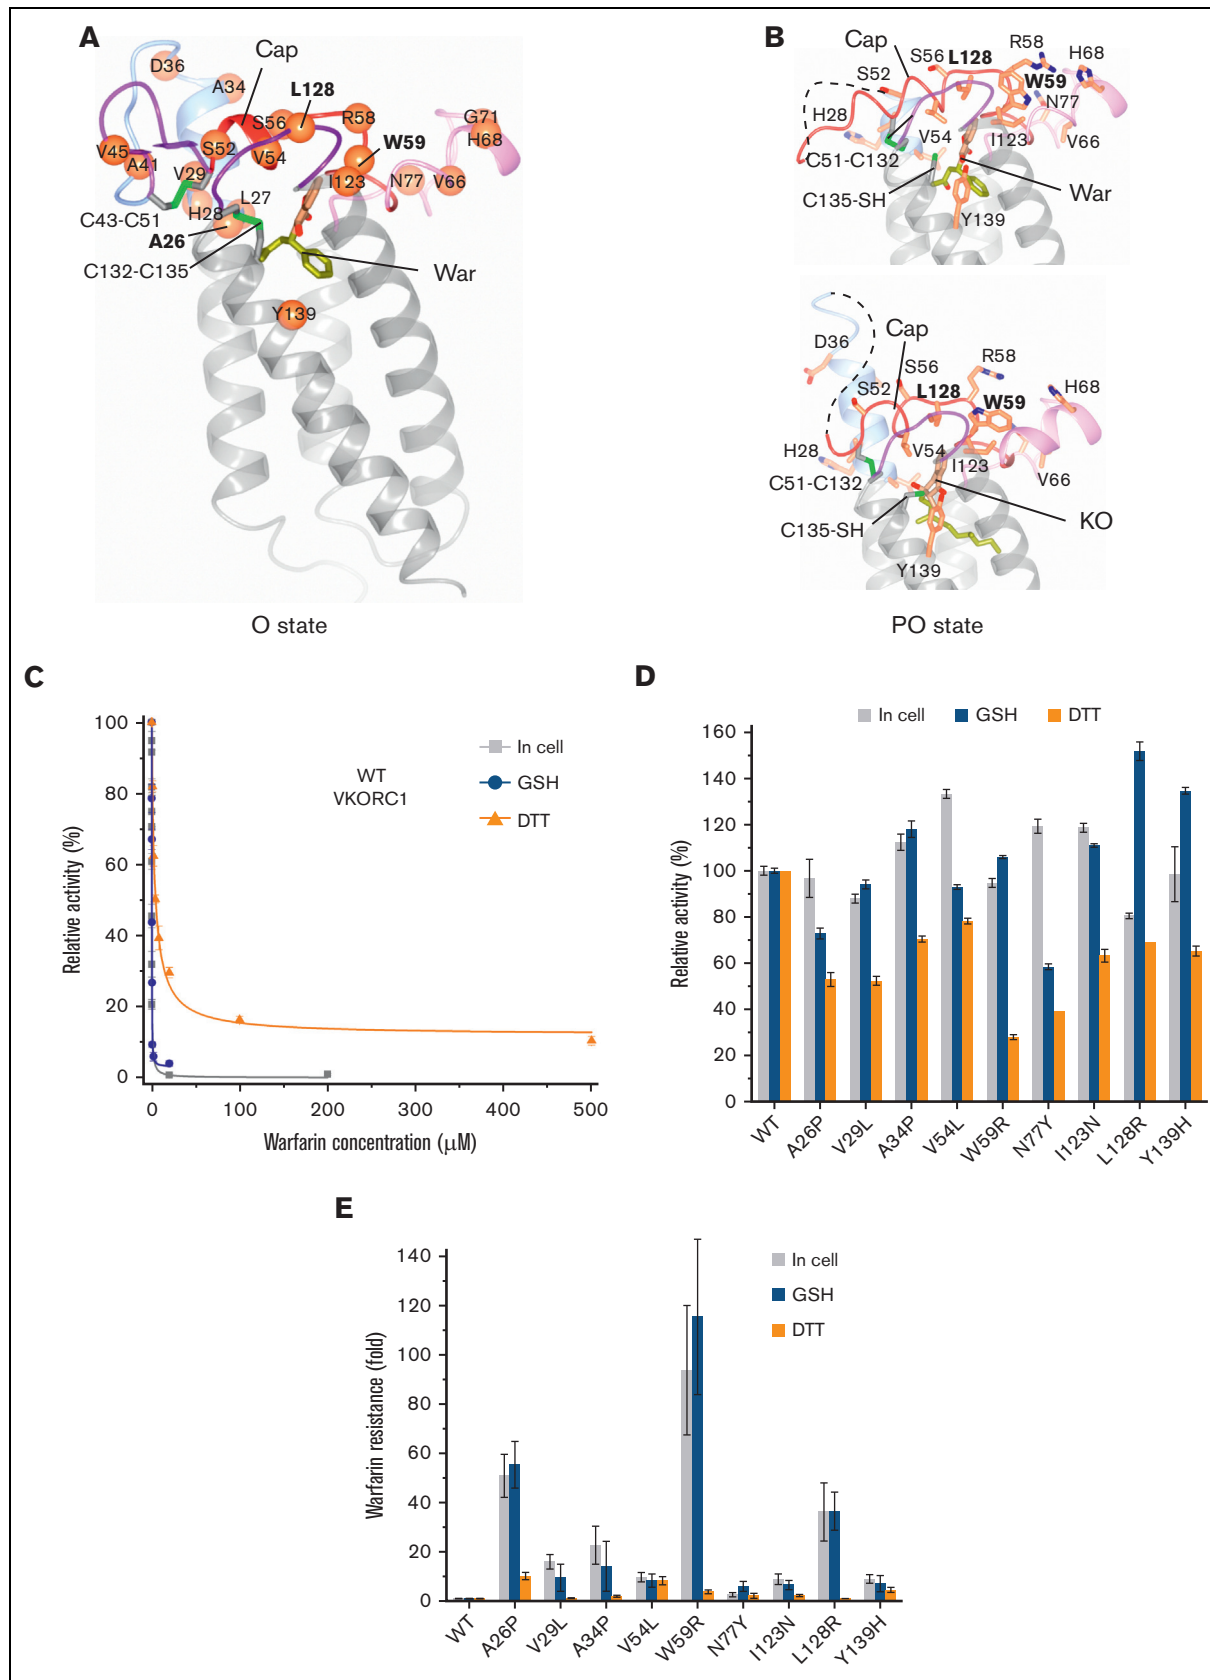 A
Cap
D36
A34
L128
S56
R58
G71
H68
S52
V54
W59
V45
A41
V29
I123
N77
V66
L27
H28
C43-C51
A26
C132-C135
War
Y139
O state
B
Cap
S56
L128
R58
H68
S52
W59
H28
N77
V54
I123
V66
C51-C132
C135-SH
War
Y139
D36
Cap
S56
R58
S52
L128
W59
H68
H28
V54
I123
V66
C51-C132
C135-SH
KO
Y139
PO state
C
Relative activity (%)
100
80
60
40
20
0
0 100 200 300 400 500
Warfarin concentration (μM)
WT
VKORC1
In cell
GSH
DTT
D
In cell GSH DTT
Relative activity (%)
160
140
120
100
80
60
40
20
0
WT A26P V29L A34P V54L W59R N77Y I123N L128R Y139H
E
In cell
GSH
DTT
Warfarin resistance (fold)
140
120
100
80
60
40
20
0
WT A26P V29L A34P V54L W59R N77Y I123N L128R Y139H